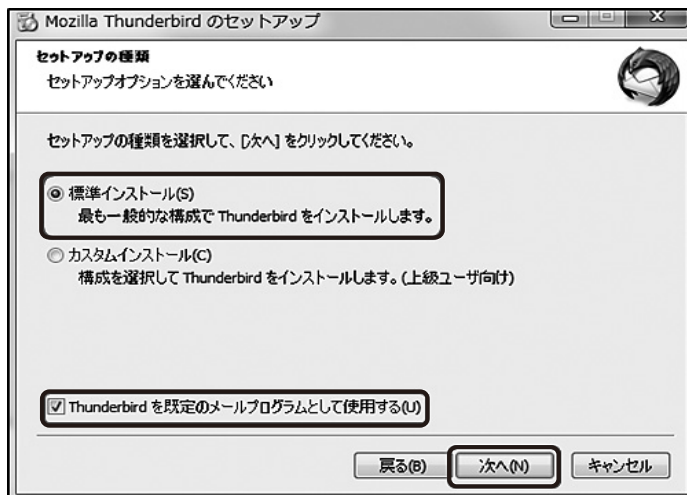 Mozilla Thunderbird のセットアップ
セットアップの種類
セットアップオプションを選んでください
セットアップの種類を選択して、[次へ] をクリックしてください。
標準インストール(S)
最も一般的な構成で Thunderbird をインストールします。
カスタムインストール(C)
構成を選択して Thunderbird をインストールします。(上級ユーザ向け)
Thunderbird を既定のメールプログラムとして使用する(U)
戻る(B) 次へ(N) キャンセル